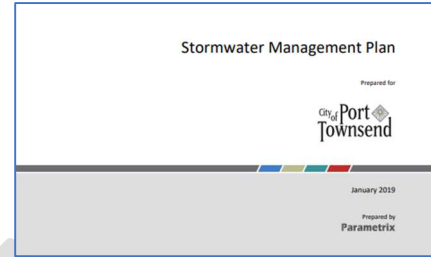 Stormwater Management Plan
Prepared for
City of Port
Townsend
January 2019
Prepared by
Parametrix